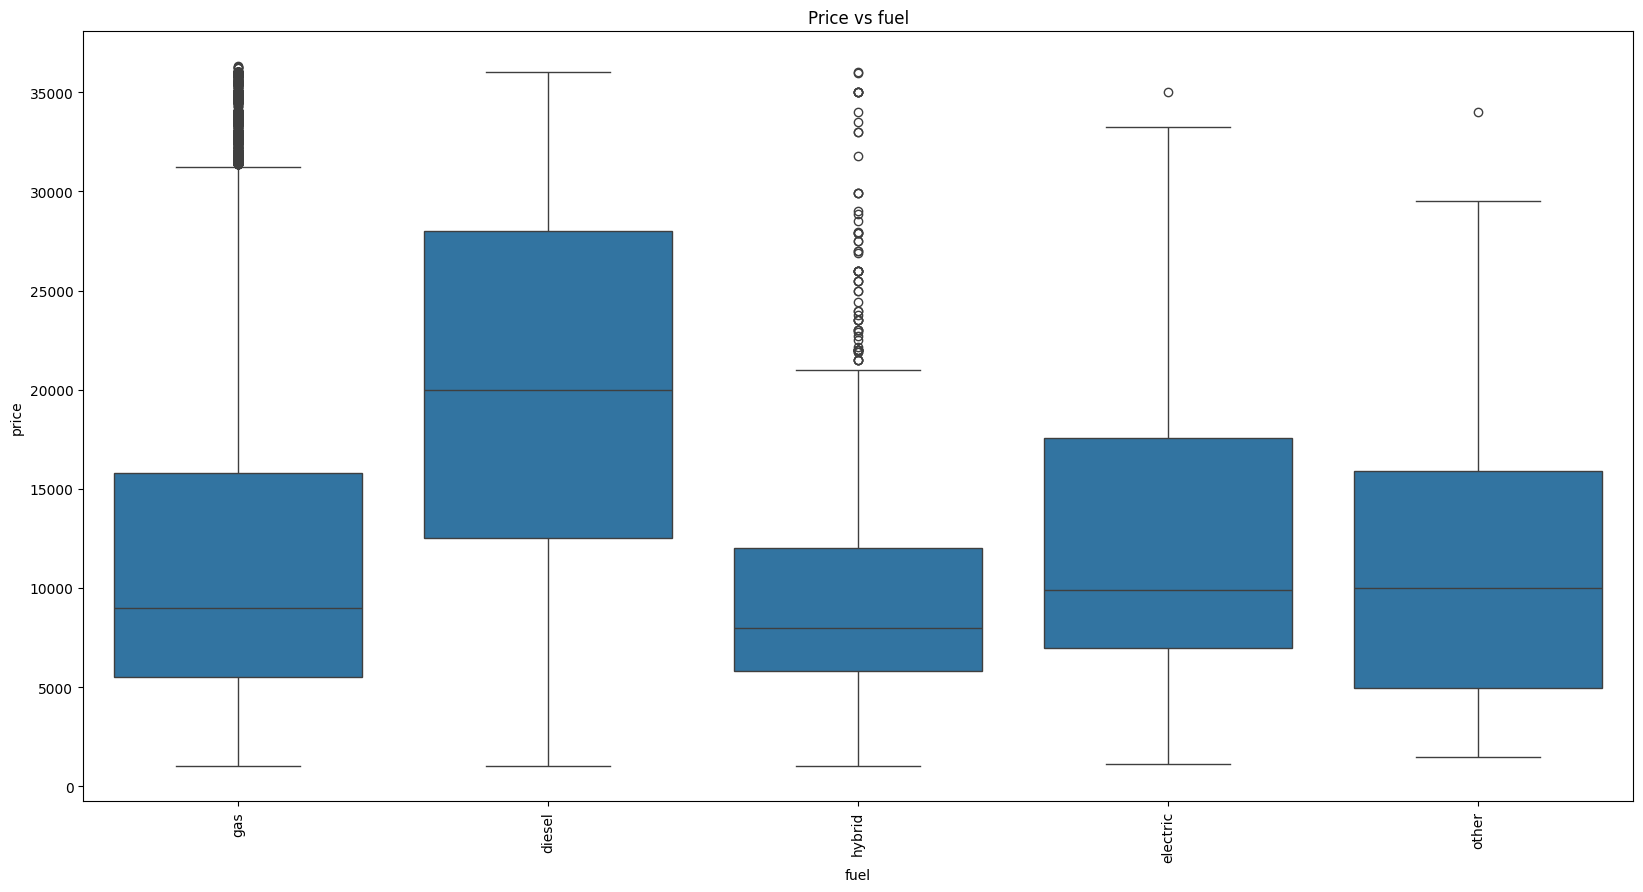 Price vs fuel
price
35000
30000
25000
20000
15000
10000
5000
0
gas
diesel
hybrid
electric
other
fuel